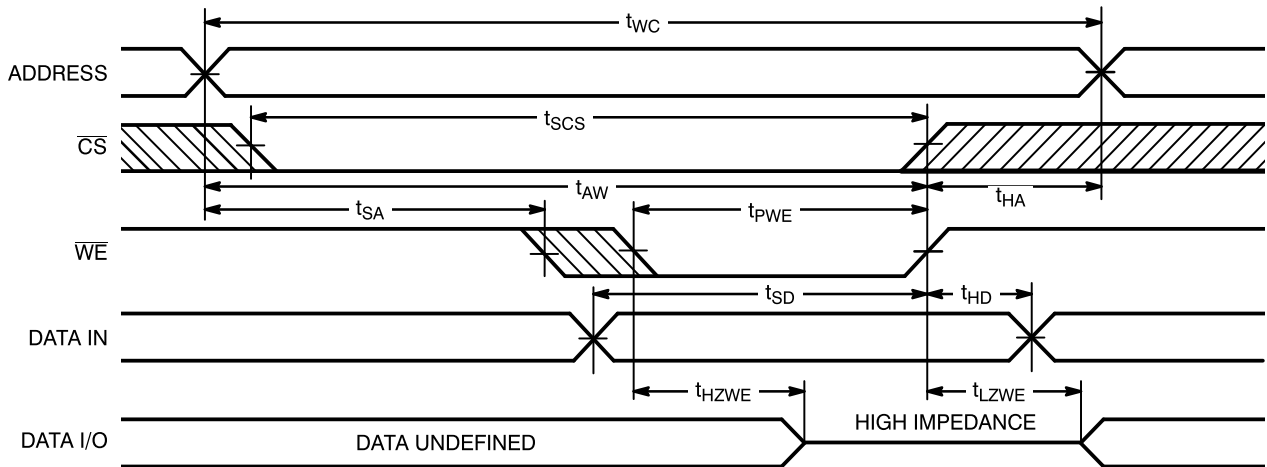 tWC
ADDRESS
tSCS
CS
tAW
tHA
tSA
tPWE
WE
tSD
tHD
DATA IN
tHZWE
tLZWE
HIGH IMPEDANCE
DATA I/O
DATA UNDEFINED